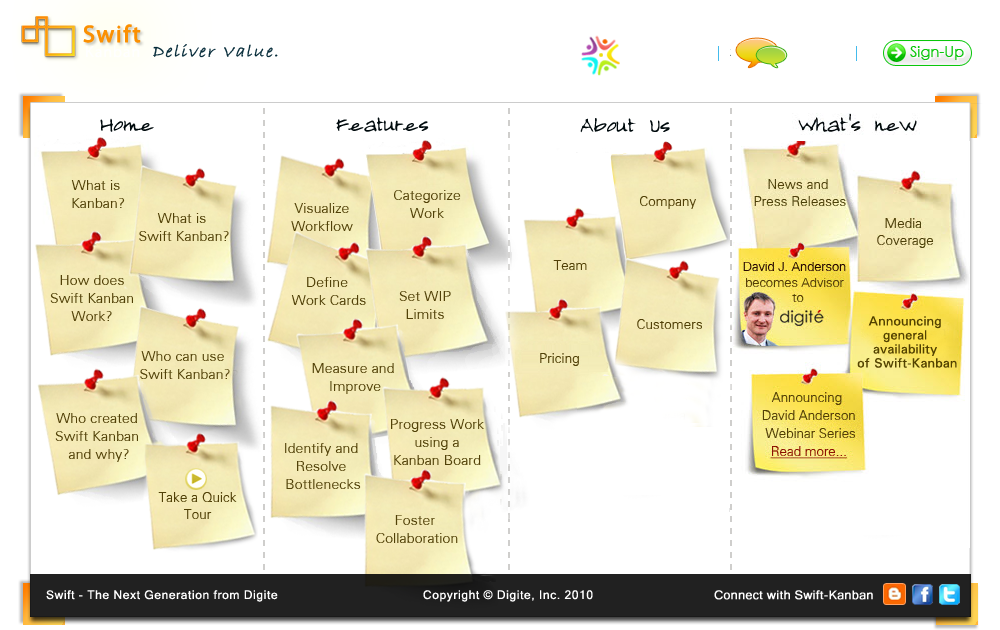 Swift
Deliver Value.
Sign-Up
Home
What is
Kanban?
What is
Swift Kanban?
How does
Swift Kanban
Work?
Who can use
Swift Kanban?
Who created
Swift Kanban
and why?
Take a Quick
Tour
Features
Visualize
Workflow
Categorize
Work
Define
Work Cards
Set WIP
Limits
Measure and
Improve
Progress Work
using a
Kanban Board
Identify and
Resolve
Bottlenecks
Foster
Collaboration
About Us
Company
Team
Customers
Pricing
What's new
News and
Press Releases
Media
Coverage
David J. Anderson
becomes Advisor
to
digité
Announcing
general
availability
of Swift-Kanban
Announcing
David Anderson
Webinar Series
Read more...
Swift - The Next Generation from Digite
Copyright © Digite, Inc. 2010
Connect with Swift-Kanban